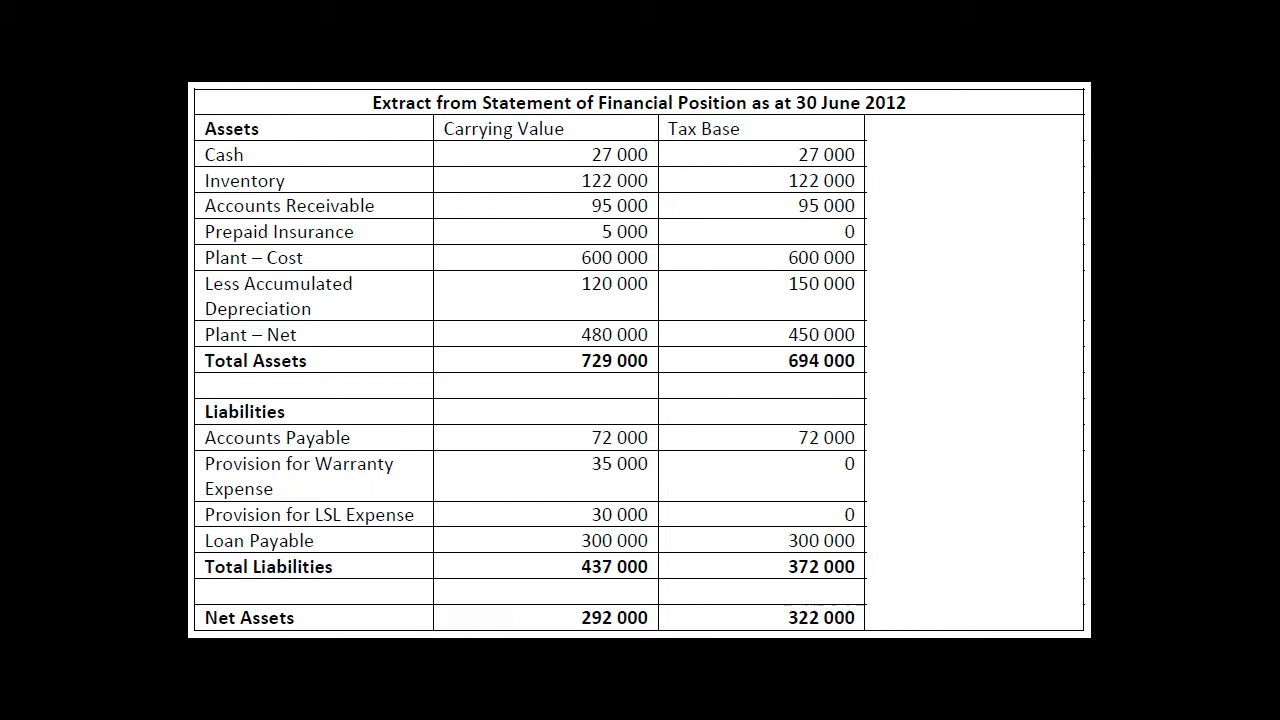 Extract from Statement of Financial Position as at 30 June 2012
Assets Carrying Value Tax Base
Cash 27 000 27 000
Inventory 122 000 122 000
Accounts Receivable 95 000 95 000
Prepaid Insurance 5 000 0
Plant – Cost 600 000 600 000
Less Accumulated 120 000 150 000
Depreciation
Plant – Net 480 000 450 000
Total Assets 729 000 694 000
Liabilities
Accounts Payable 72 000 72 000
Provision for Warranty 35 000 0
Expense
Provision for LSL Expense 30 000 0
Loan Payable 300 000 300 000
Total Liabilities 437 000 372 000
Net Assets 292 000 322 000